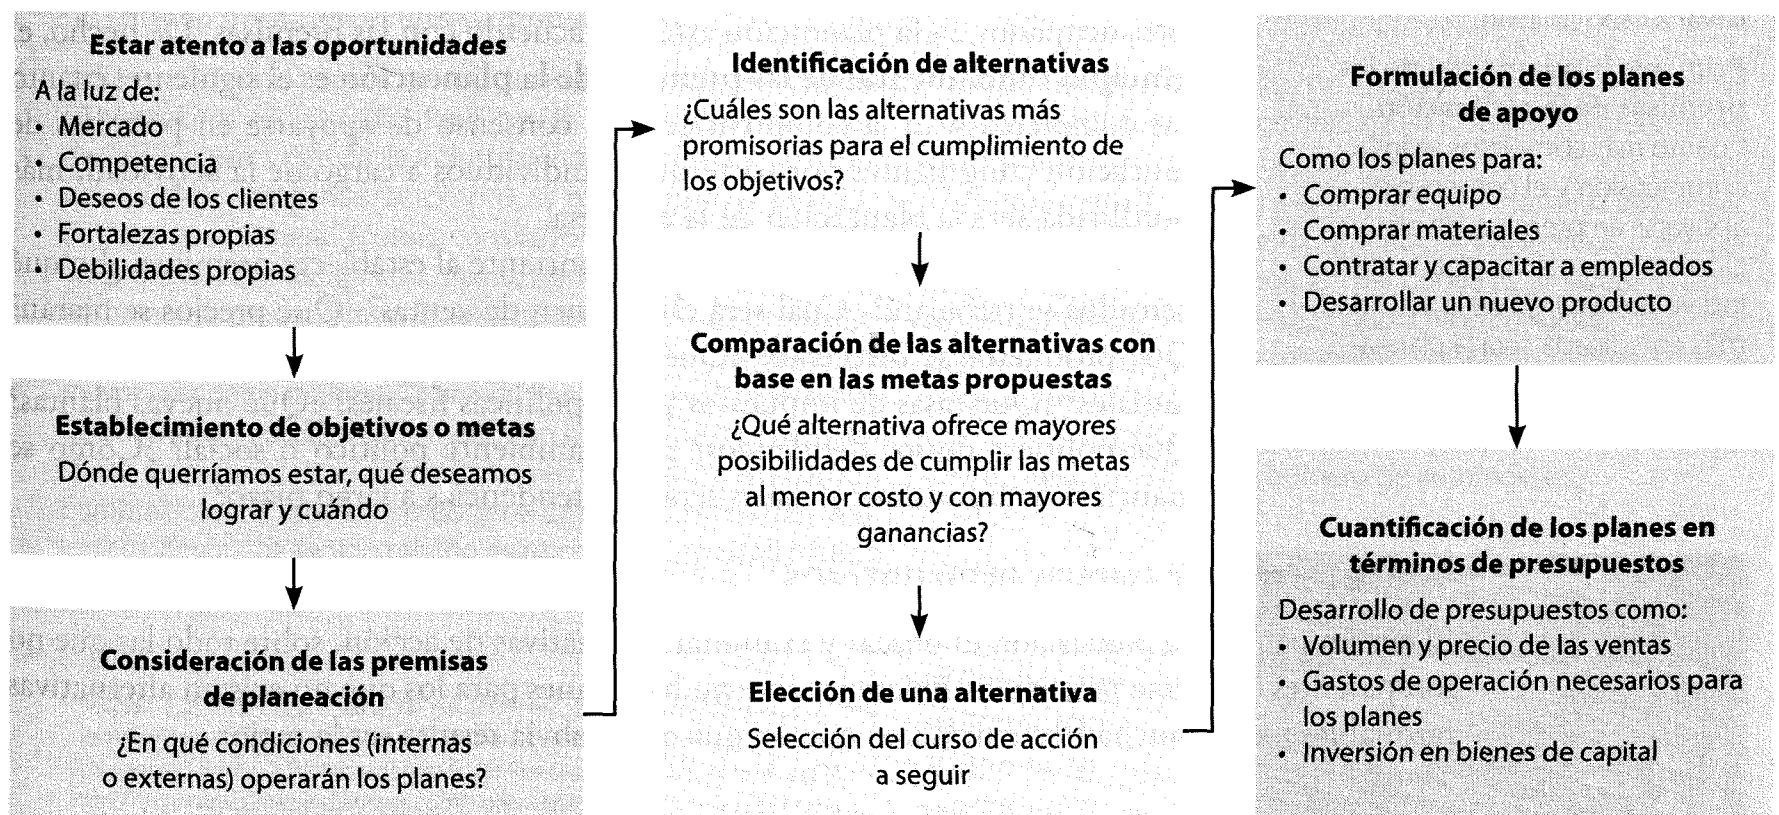 Estar atento a las oportunidades
A la luz de:
• Mercado
• Competencia
• Deseos de los clientes
• Fortalezas propias
• Debilidades propias
Establecimiento de objetivos o metas
Dónde querríamos estar, qué deseamos
lograr y cuándo
Consideración de las premisas
de planeación
¿En qué condiciones (internas
o externas) operarán los planes?
Identificación de alternativas
¿Cuáles son las alternativas más
promisorias para el cumplimiento de
los objetivos?
Comparación de las alternativas con
base en las metas propuestas
¿Qué alternativa ofrece mayores
posibilidades de cumplir las metas
al menor costo y con mayores
ganancias?
Elección de una alternativa
Selección del curso de acción
a seguir
Formulación de los planes
de apoyo
Como los planes para:
• Comprar equipo
• Comprar materiales
• Contratar y capacitar a empleados
• Desarrollar un nuevo producto
Cuantificación de los planes en
términos de presupuestos
Desarrollo de presupuestos como:
• Volumen y precio de las ventas
• Gastos de operación necesarios para
los planes
• Inversión en bienes de capital